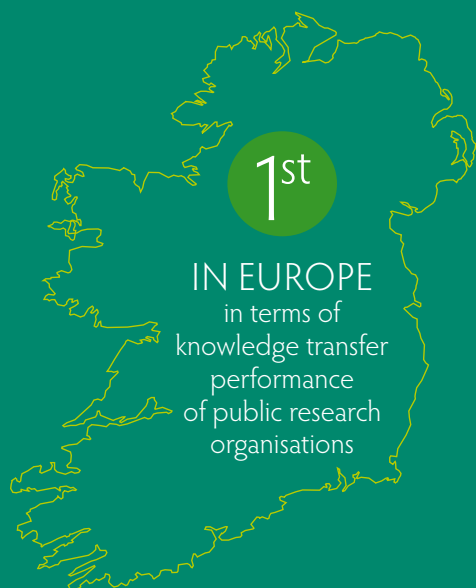 1st
IN EUROPE
in terms of
knowledge transfer
performance
of public research
organisations